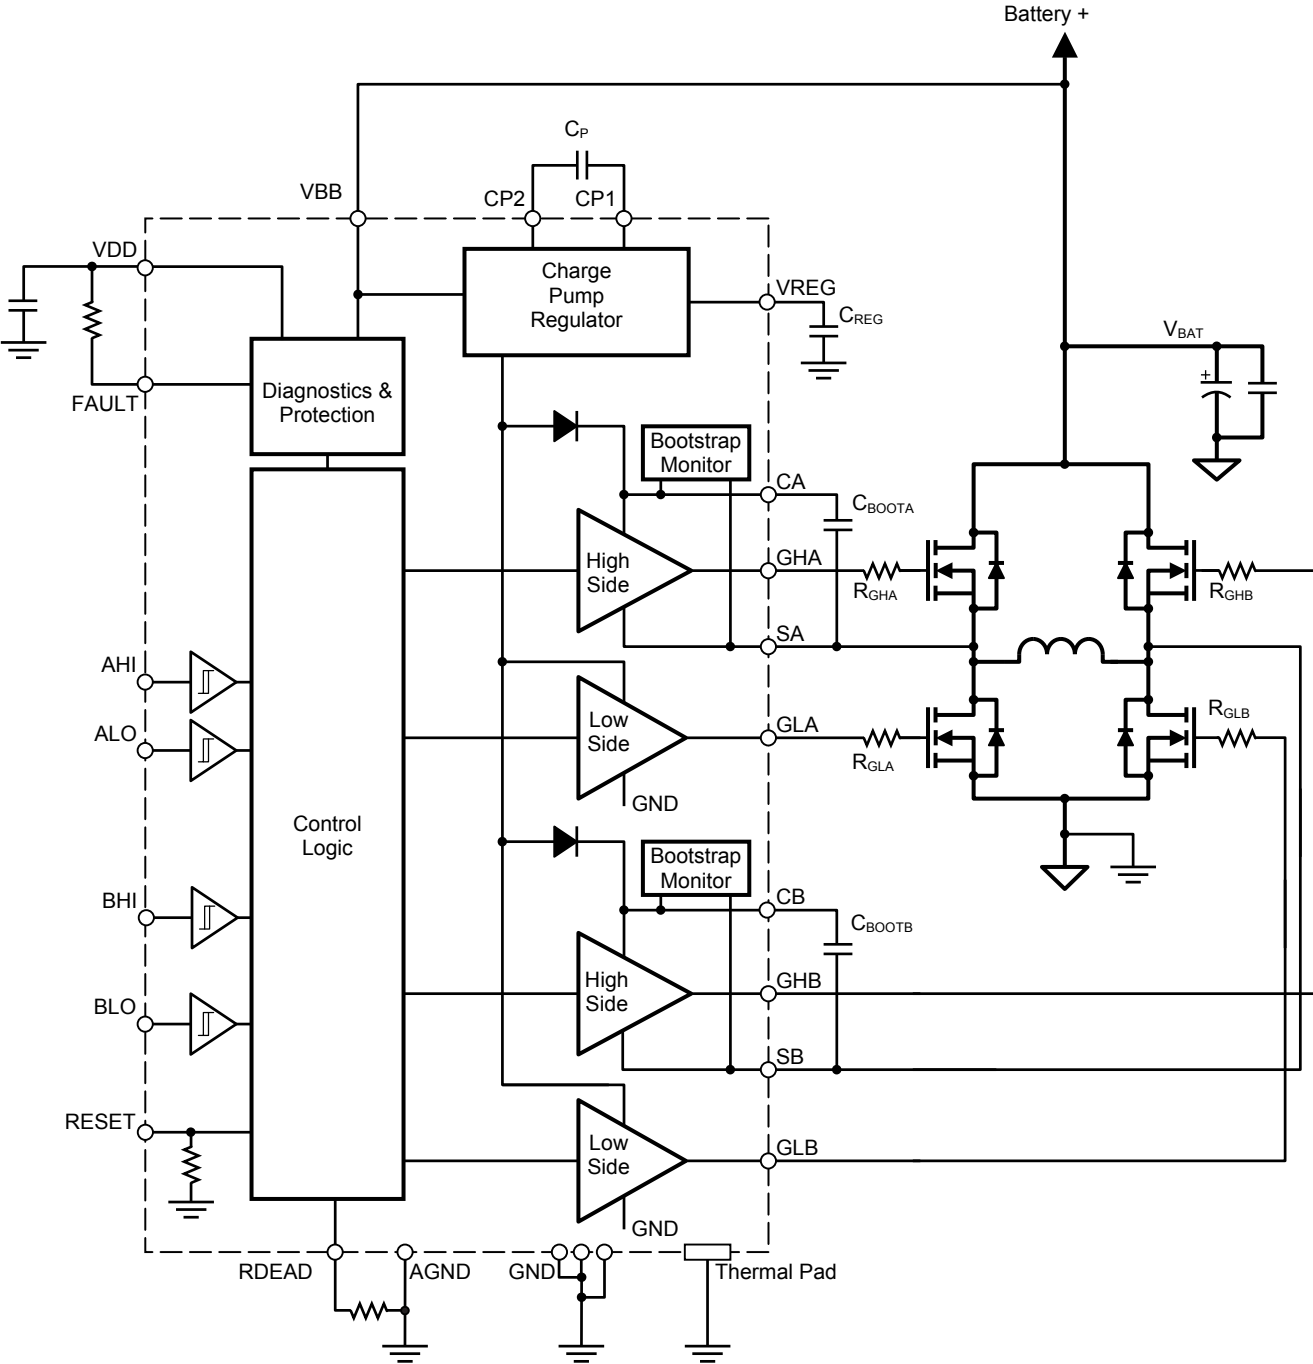 Battery +
CP
VBB
CP2
CP1
VDD
Charge
Pump
Regulator
VREG
CREG
VBAT
FAULT
Diagnostics &
Protection
Bootstrap
Monitor
CA
CBOOTA
High
Side
GHA
RGHA
RGHB
SA
AHI
ALO
Low
Side
GLA
RGLA
RGLB
GND
Control
Logic
Bootstrap
Monitor
BHI
CB
CBOOTB
High
Side
GHB
BLO
SB
RESET
Low
Side
GLB
GND
RDEAD
AGND
GND
Thermal Pad
+